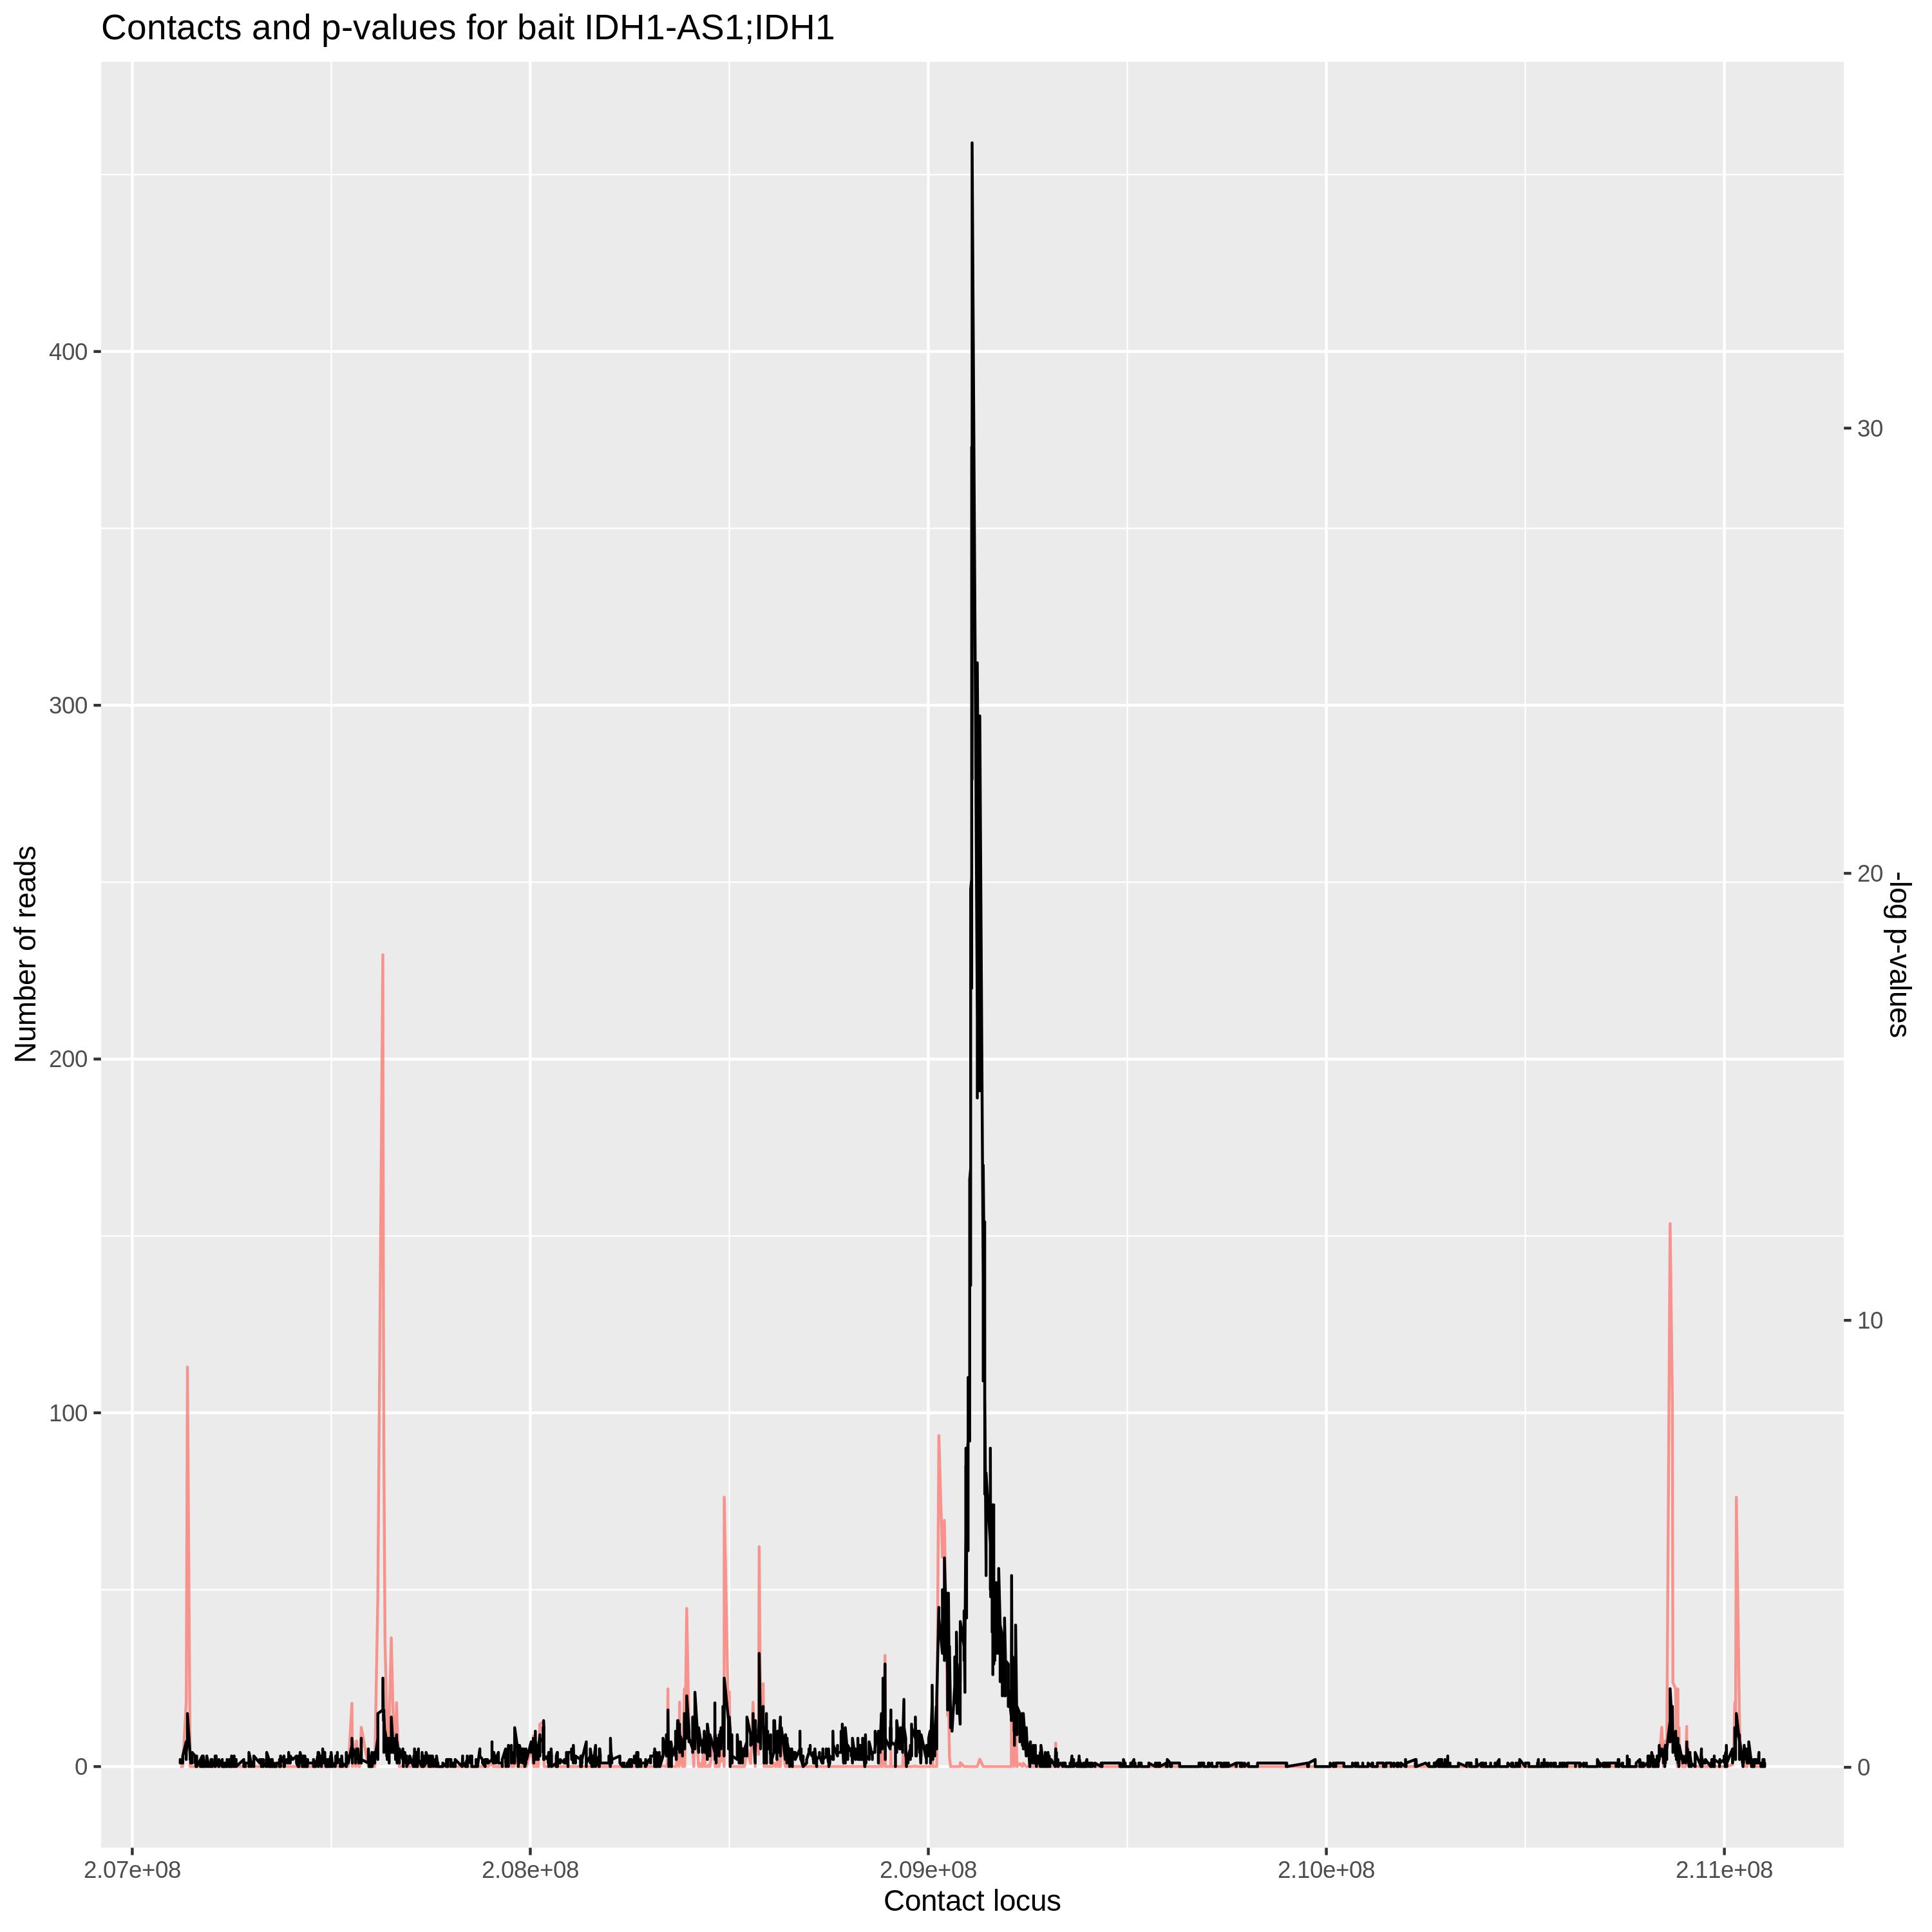 Contacts and p-values for bait IDH1-AS1;IDH1
400
300
200
100
0
Number of reads
30
20
10
0
-log p-values
2.07e+08
2.08e+08
2.09e+08
2.10e+08
2.11e+08
Contact locus